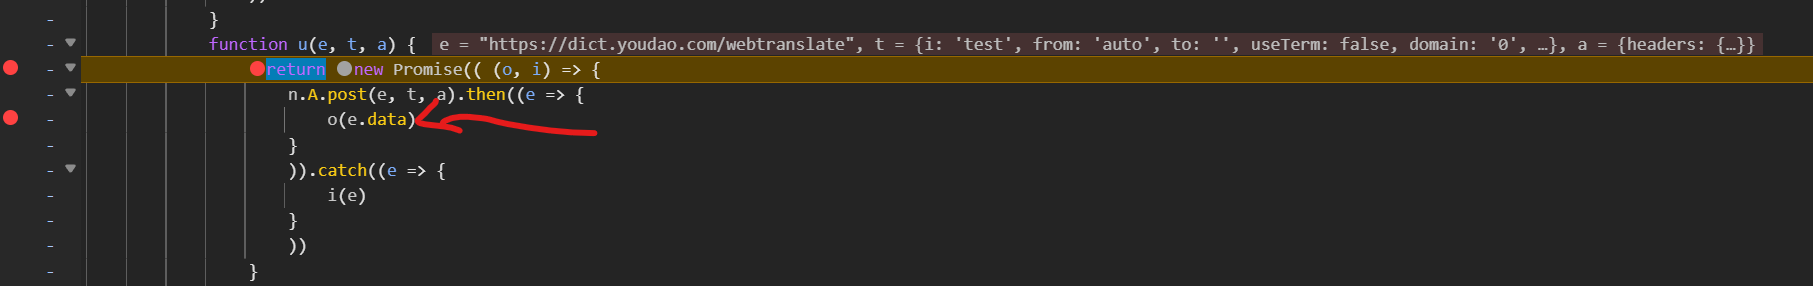 ))
}
function u(e, t, a) { e = "https://dict.youdao.com/webtranslate", t = {i: 'test', from: 'auto', to: '', useTerm: false, domain: '0', …}, a = {headers: {…}}
return new Promise(( (o, i) => {
n.A.post(e, t, a).then((e => {
o(e.data)
}
)).catch((e => {
i(e)
}
))
}